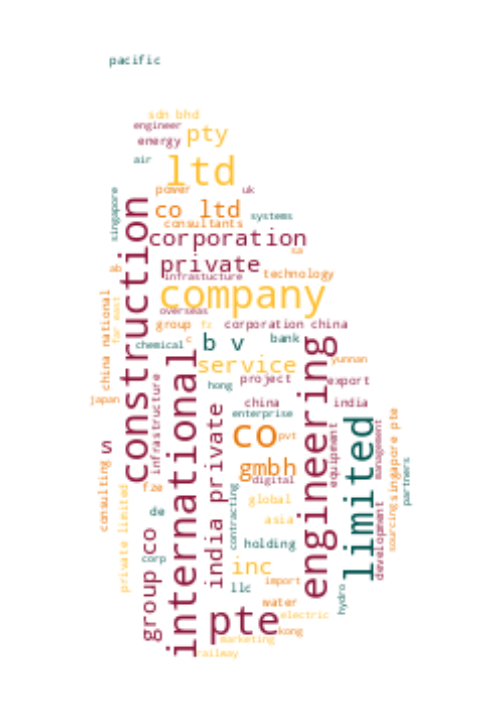 pacific
sdn bhd
engineer
pty
energy
air
ltd
power
uk
singapore
construction
co ltd
systems
consultants
corporation
sa
private
ab
infrastucture
technology
company
china national
far east
overseas
group
fz
corporation china
c
b v
bank
chemical
engineering
international
service
yunnan
project
export
hong
infrastructure
japan
india private
china
india
enterprise
limited
singapore pte
co
pvt
s
equipment
management
gmbh
partners
consulting
digital
fze
private limited
contracting
global
sourcing
de
asia
development
group co
holding
corp
inc
import
llc
hydro
water
pte
electric
kong
marketing
railway